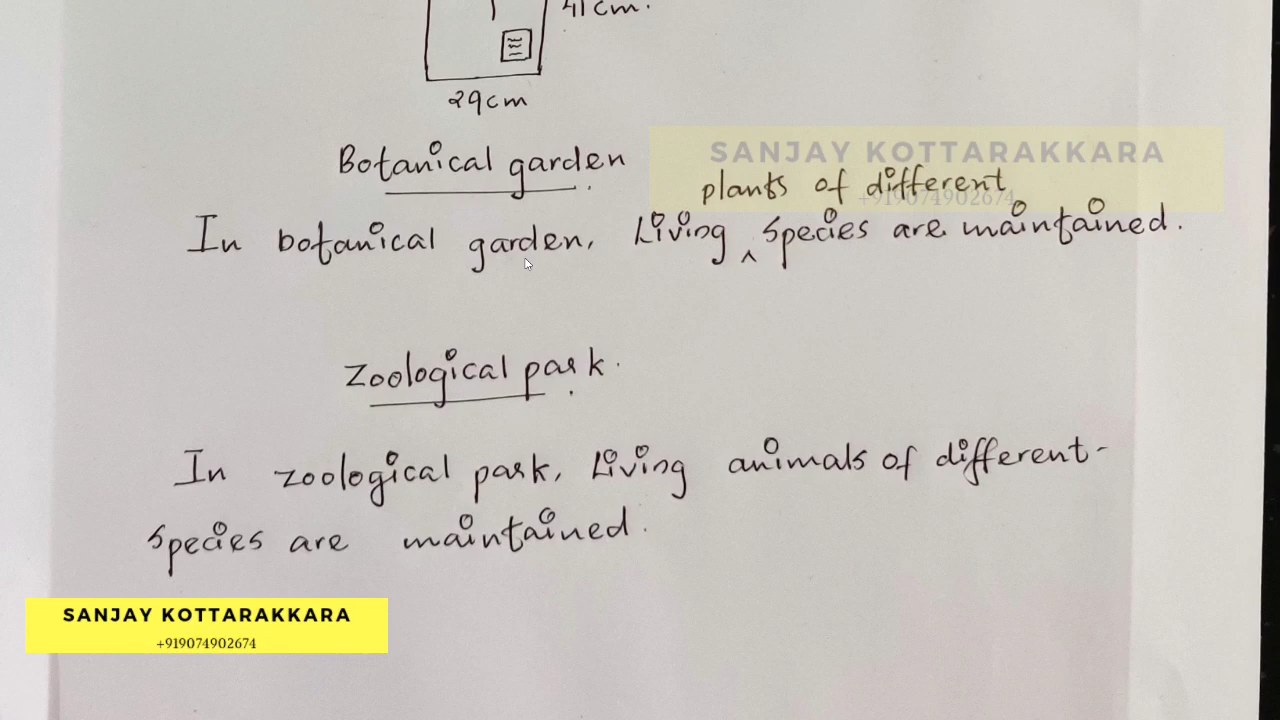 41cm.
29cm
Botanical garden
SANJAY KOTTARAKKARA
+919074902674
plants of different
In botanical garden, Living ^ species are maintained.
Zoological park.
In zoological park, Living animals of different-
species are maintained.
SANJAY KOTTARAKKARA
+919074902674